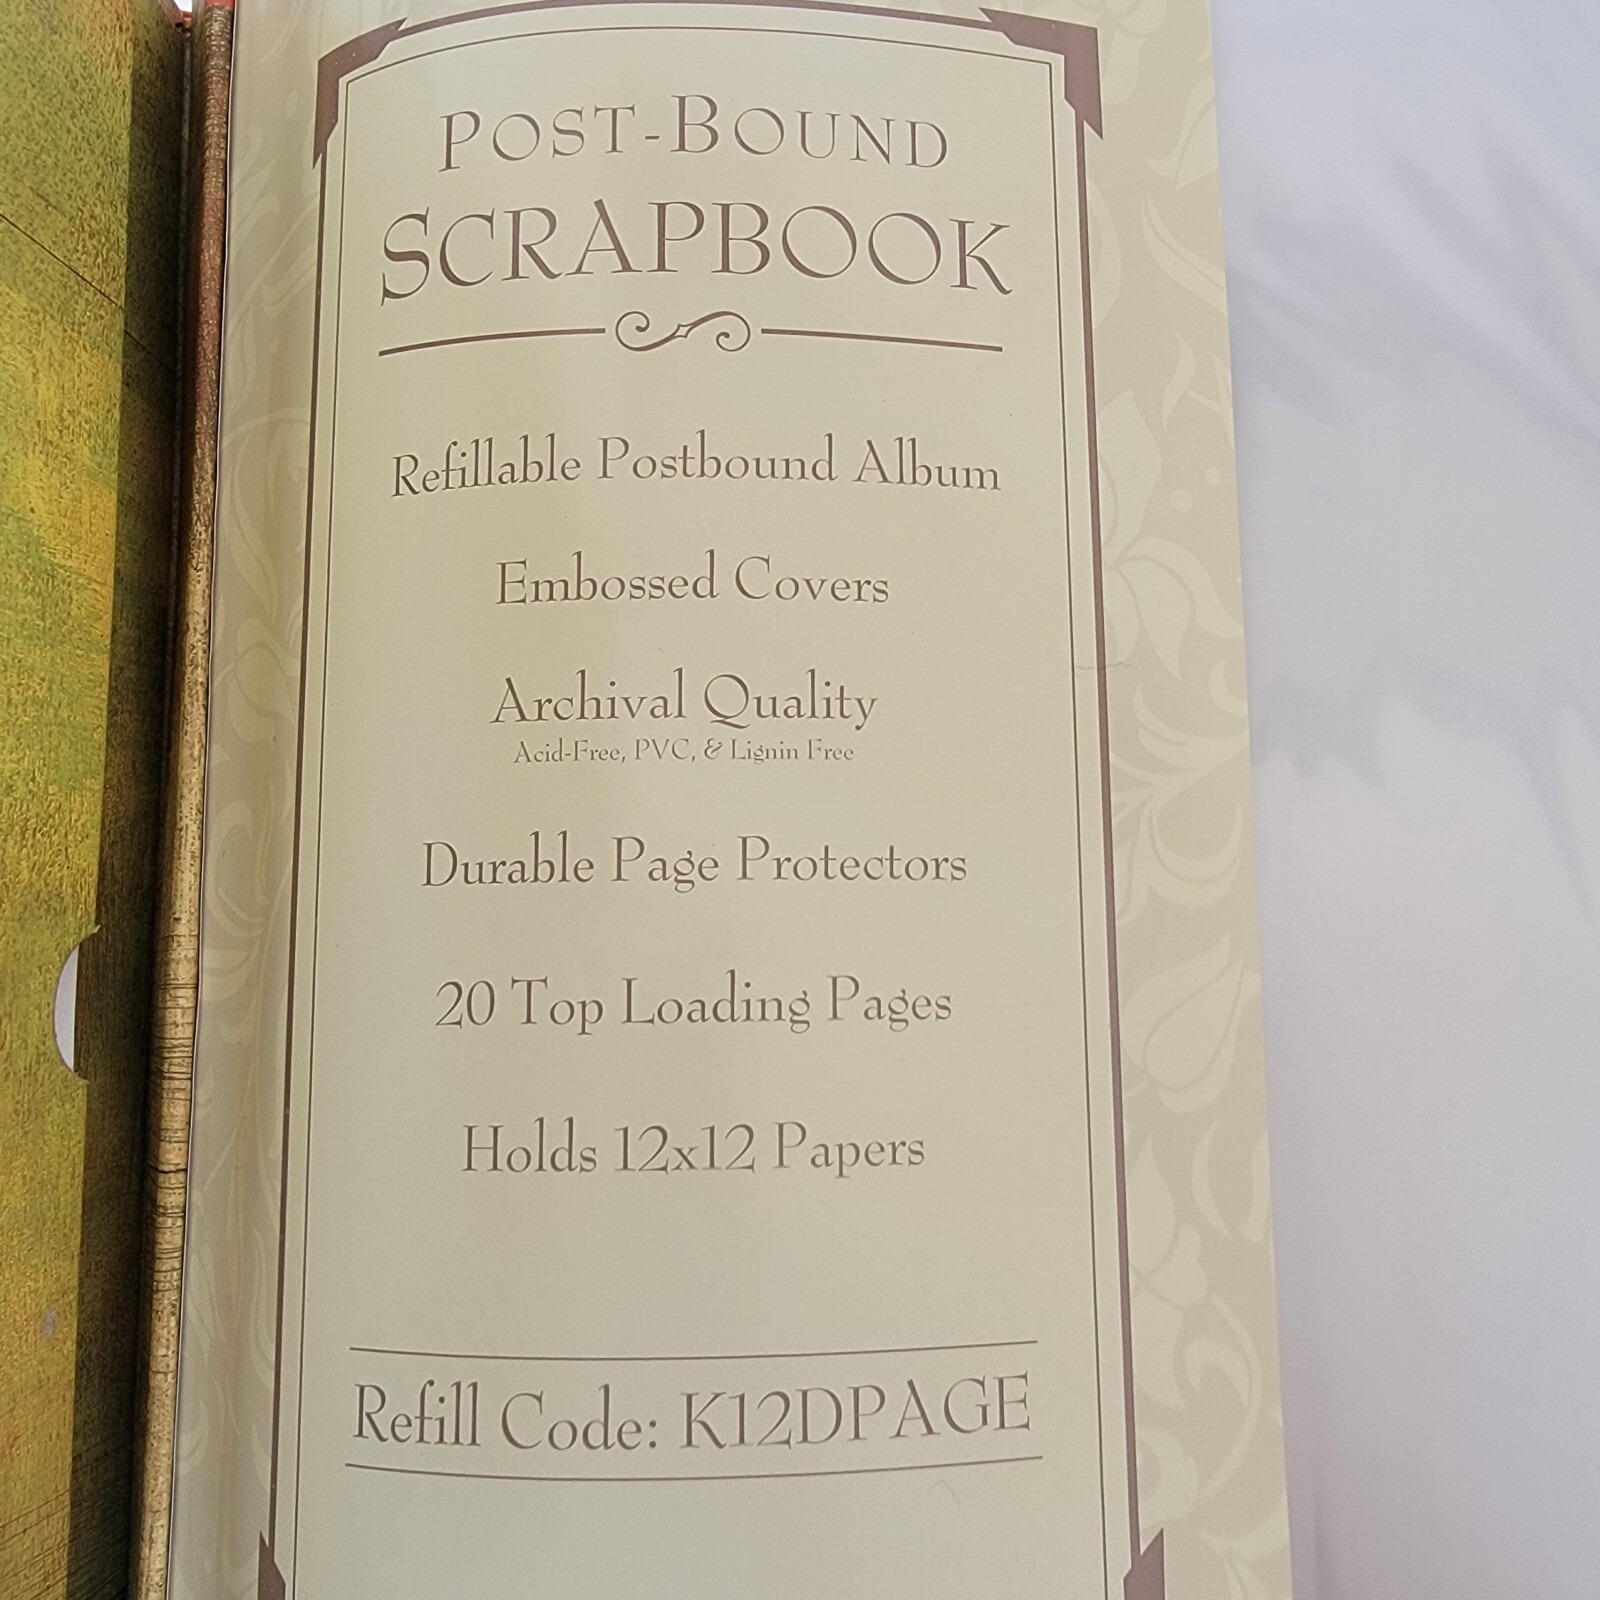 POST-BOUND
SCRAPBOOK
Refillable Postbound Album
Embossed Covers
Archival Quality
Acid-Free, PVC, & Lignin Free
Durable Page Protectors
20 Top Loading Pages
Holds 12x12 Papers
Refill Code: K12DPAGE